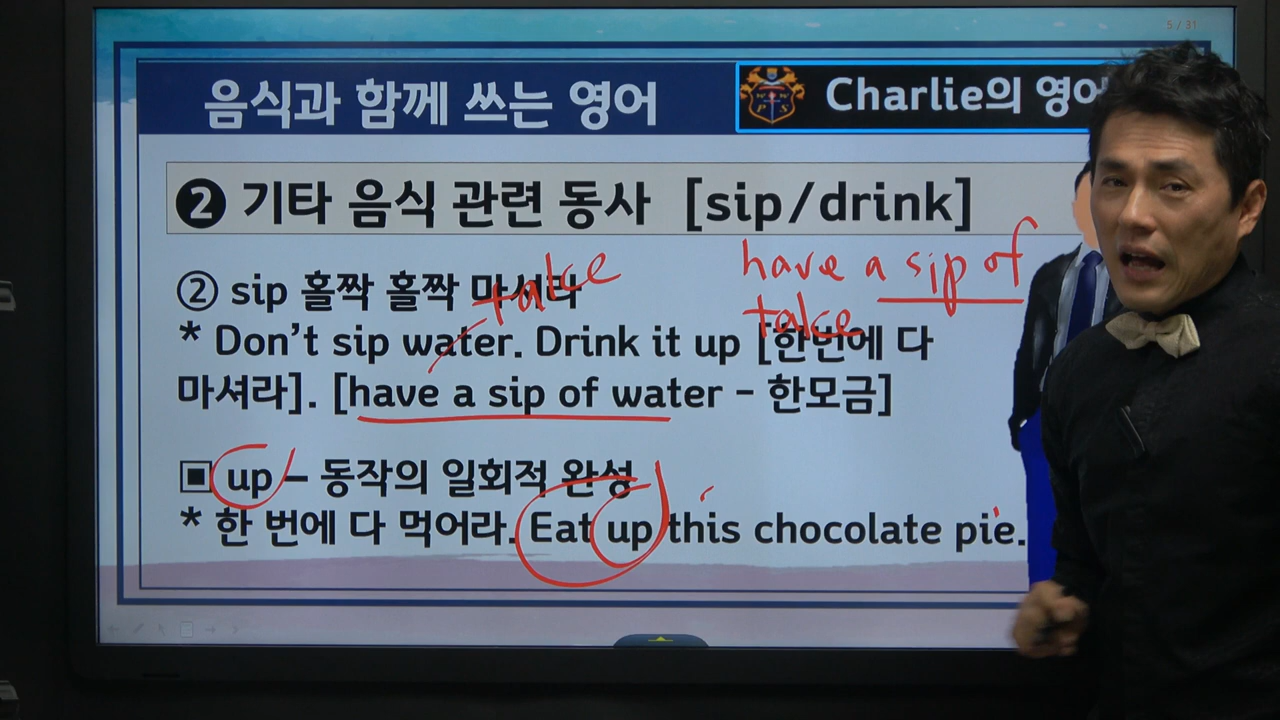 5 / 31
음식과 함께 쓰는 영어
Charlie의 영어
❷ 기타 음식 관련 동사 [sip/drink]
have a sip of
take
② sip 홀짝 홀짝 마셔라
take
* Don't sip water. Drink it up [한번에 다
마셔라]. [have a sip of water - 한모금]
▣ up – 동작의 일회적 완성
* 한 번에 다 먹어라. Eat up this chocolate pie.